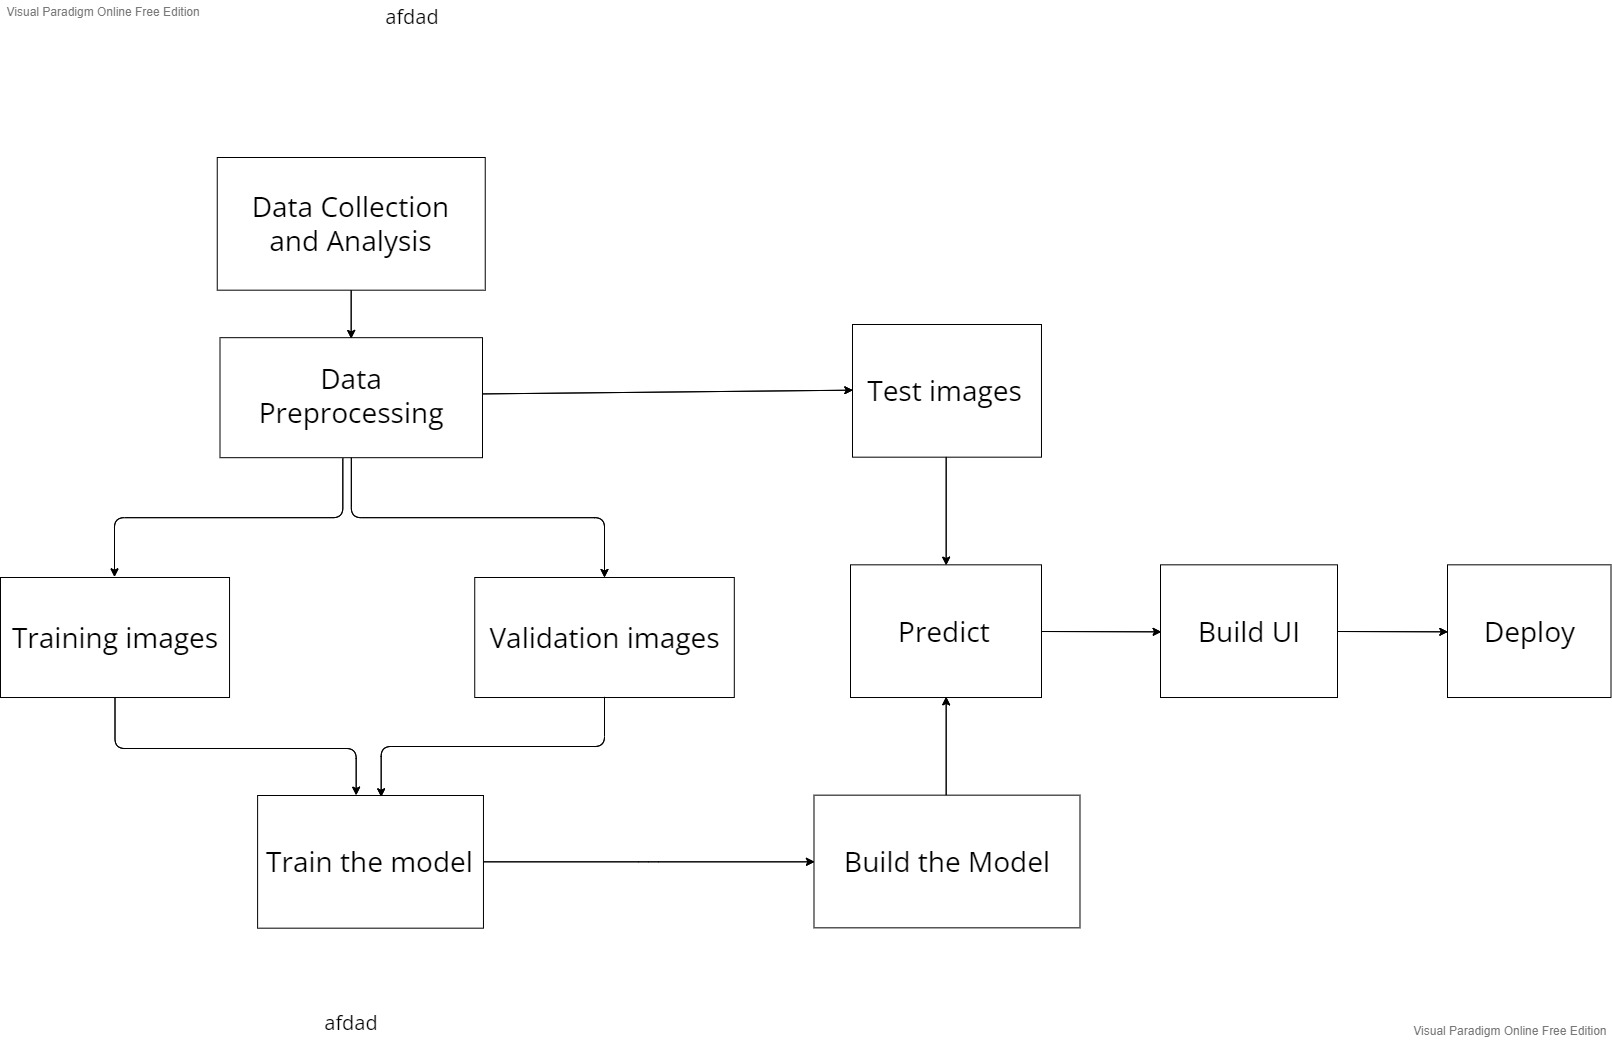 Visual Paradigm Online Free Edition
afdad
Data Collection
and Analysis
Data
Preprocessing
Test images
Training images
Validation images
Predict
Build UI
Deploy
Train the model
Build the Model
afdad
Visual Paradigm Online Free Edition